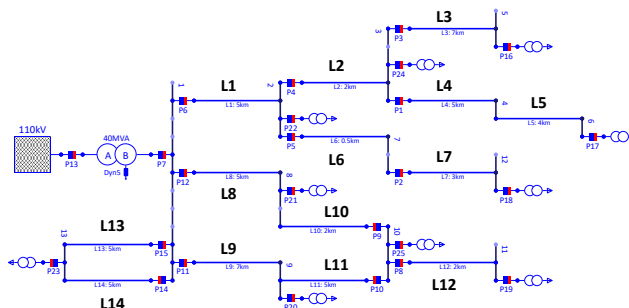 L3
5
3
P3
L3: 7km
L1
L2
P16
1
2
P24
L4
L5
P6
L1: 5km
P4
L2: 2km
P1
L4: 5km
4
L5: 4km
6
110kV
40MVA
P22
7
P17
A
B
P5
L6: 0.5km
P13
Dyn5
P7
L6
L7
12
P12
L8: 5km
8
P2
L7: 3km
L8
P21
P18
L10
13
L13
L10: 2km
P9
10
L13: 5km
P15
L9
P25
11
P23
P11
L9: 7km
9
L11
P8
L12: 2km
L14: 5km
P14
L11: 5km
P10
L12
P19
L14
P20